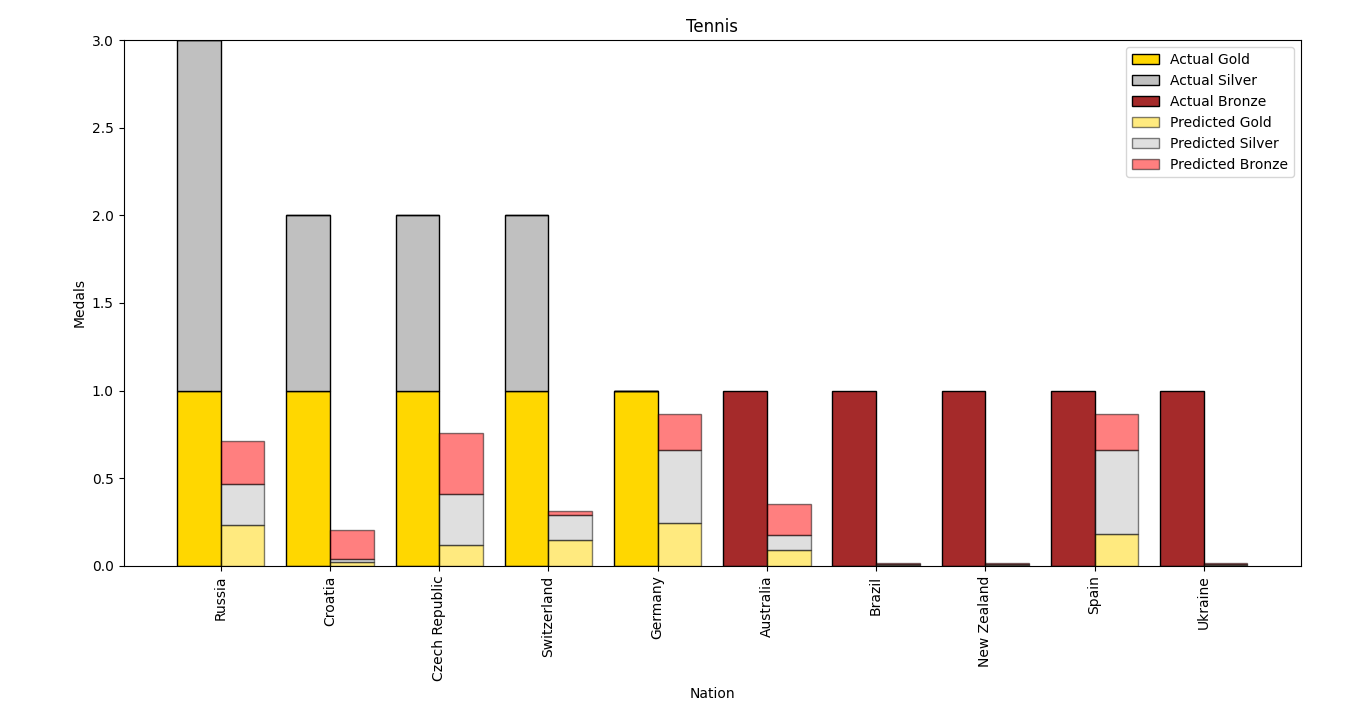 Tennis
3.0
2.5
2.0
1.5
1.0
0.5
0.0
Medals
Actual Gold
Actual Silver
Actual Bronze
Predicted Gold
Predicted Silver
Predicted Bronze
Russia
Croatia
Czech Republic
Switzerland
Germany
Australia
Brazil
New Zealand
Spain
Ukraine
Nation